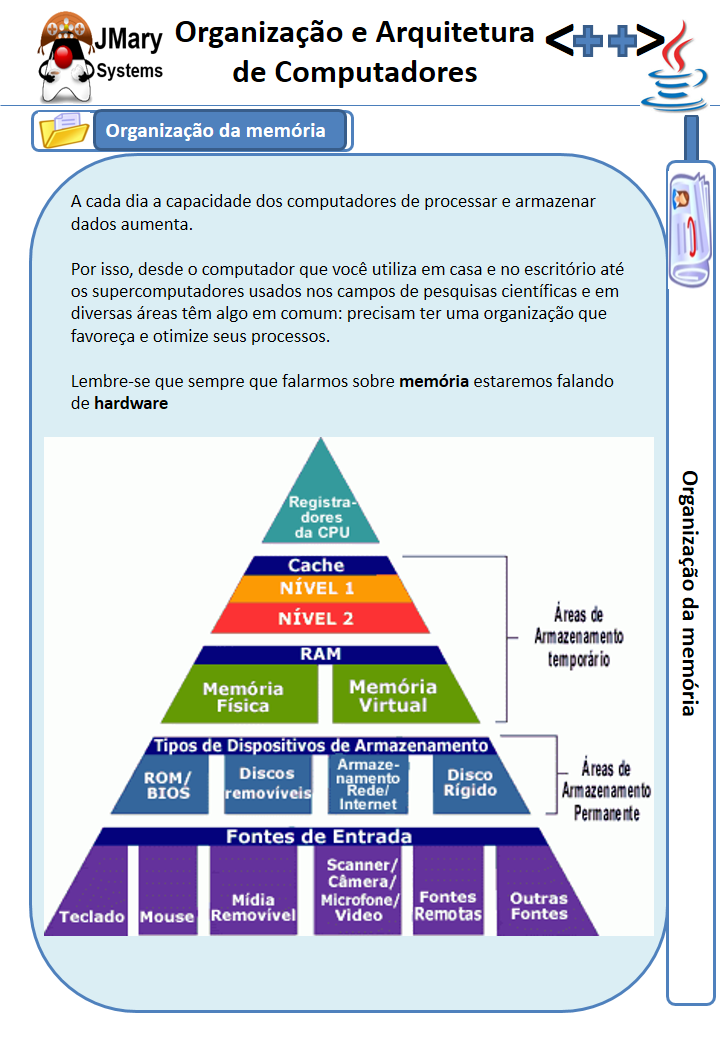 JMary
Systems
Organização e Arquitetura
de Computadores
<++>
Organização da memória
A cada dia a capacidade dos computadores de processar e armazenar
dados aumenta.
Por isso, desde o computador que você utiliza em casa e no escritório até
os supercomputadores usados nos campos de pesquisas científicas e em
diversas áreas têm algo em comum: precisam ter uma organização que
favoreça e otimize seus processos.
Lembre-se que sempre que falarmos sobre memória estaremos falando
de hardware
Registra-
dores
da CPU
Cache
NÍVEL 1
NÍVEL 2
Áreas de
Armazenamento
temporário
RAM
Memória
Física
Memória
Virtual
Tipos de Dispositivos de Armazenamento
ROM/
BIOS
Discos
removíveis
Armaze-
namento
Rede/
Internet
Disco
Rígido
Áreas de
Armazenamento
Permanente
Fontes de Entrada
Teclado
Mouse
Mídia
Removível
Scanner/
Câmera/
Microfone/
Video
Fontes
Remotas
Outras
Fontes
Organização da memória